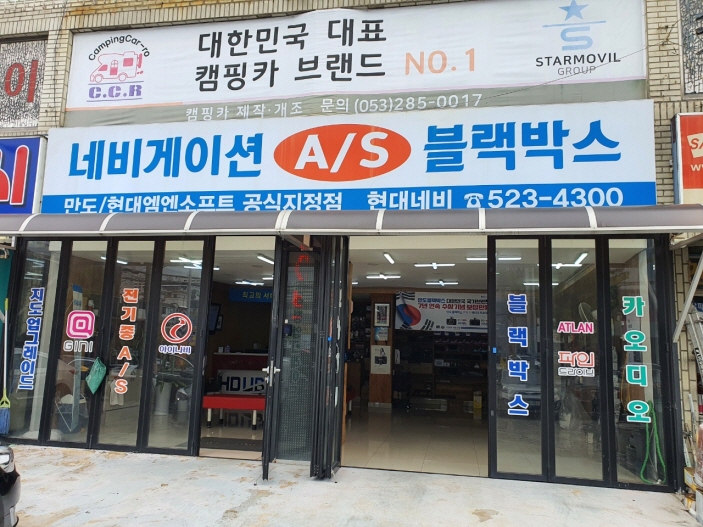 CampingCar-ro
C.C.R
대한민국 대표
캠핑카 브랜드 NO.1
S
STARMOVIL
GROUP
캠핑카 제작·개조 문의 (053)285-0017
네비게이션 A/S 블랙박스
만도/현대엠엔소프트 공식지정점 현대네비 ☎523-4300
지도업그레이드
GINI
전기종 A/S
아이나비
블랙박스
ATLAN
파인
드라이브
카오디오